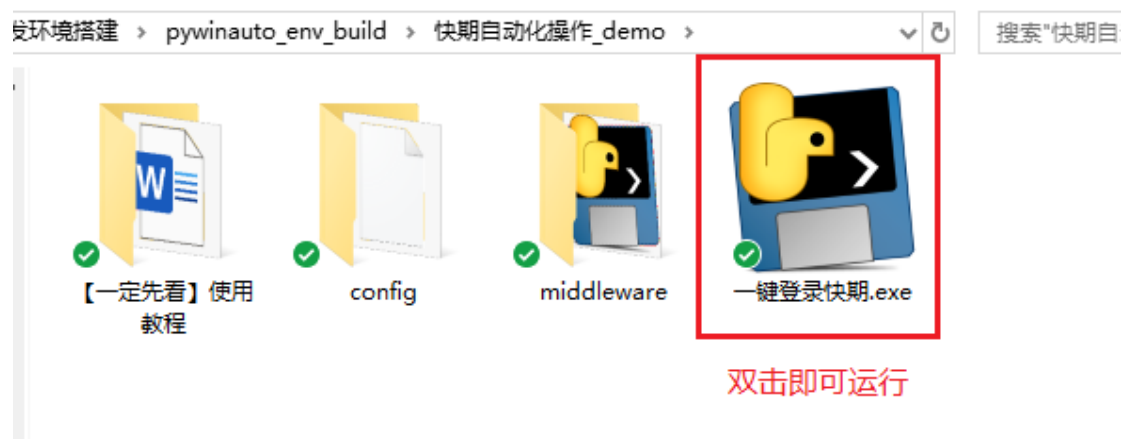 发环境搭建 › pywinauto_env_build › 快期自动化操作_demo ›
搜索"快期自
W
【一定先看】使用
教程
config
middleware
一键登录快期.exe
双击即可运行